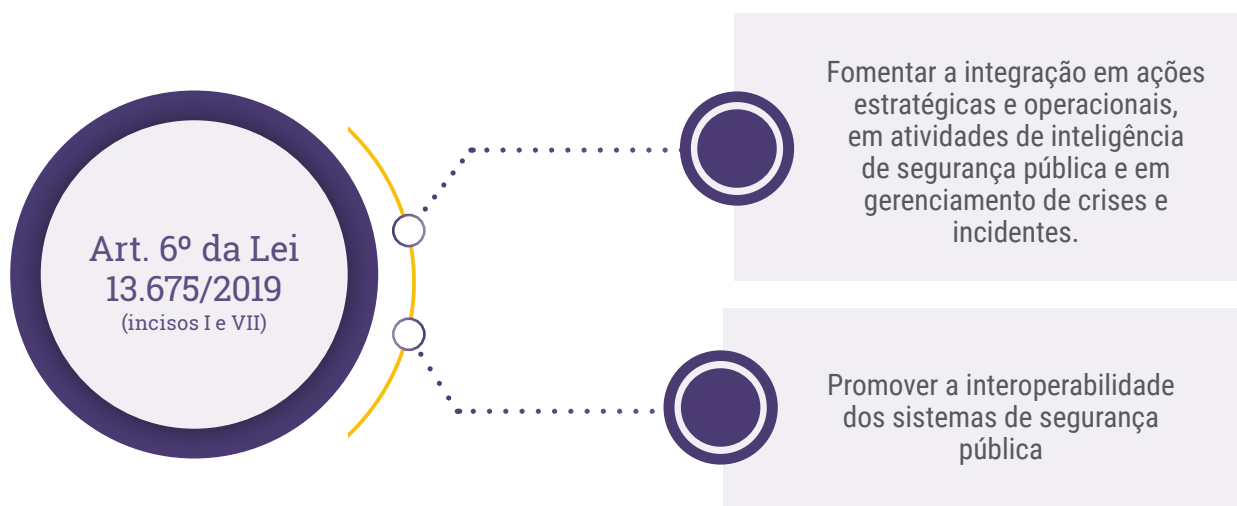 Art. 6º da Lei
13.675/2019
(incisos I e VII)
Fomentar a integração em ações
estratégicas e operacionais,
em atividades de inteligência
de segurança pública e em
gerenciamento de crises e
incidentes.
Promover a interoperabilidade
dos sistemas de segurança
pública